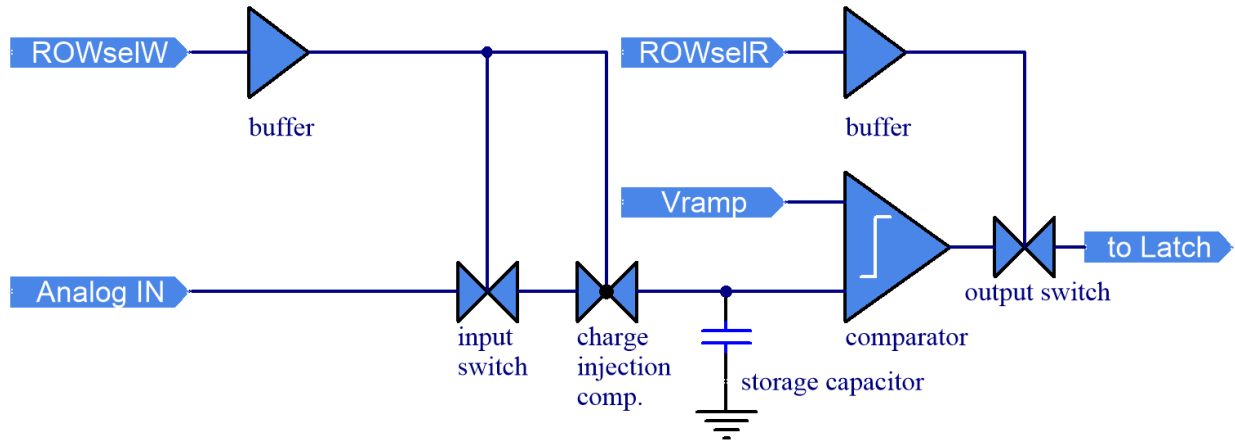 ROWselW
buffer
ROWselR
buffer
Vramp
Analog IN
to Latch
input
switch
charge
injection
comp.
storage capacitor
comparator
output switch